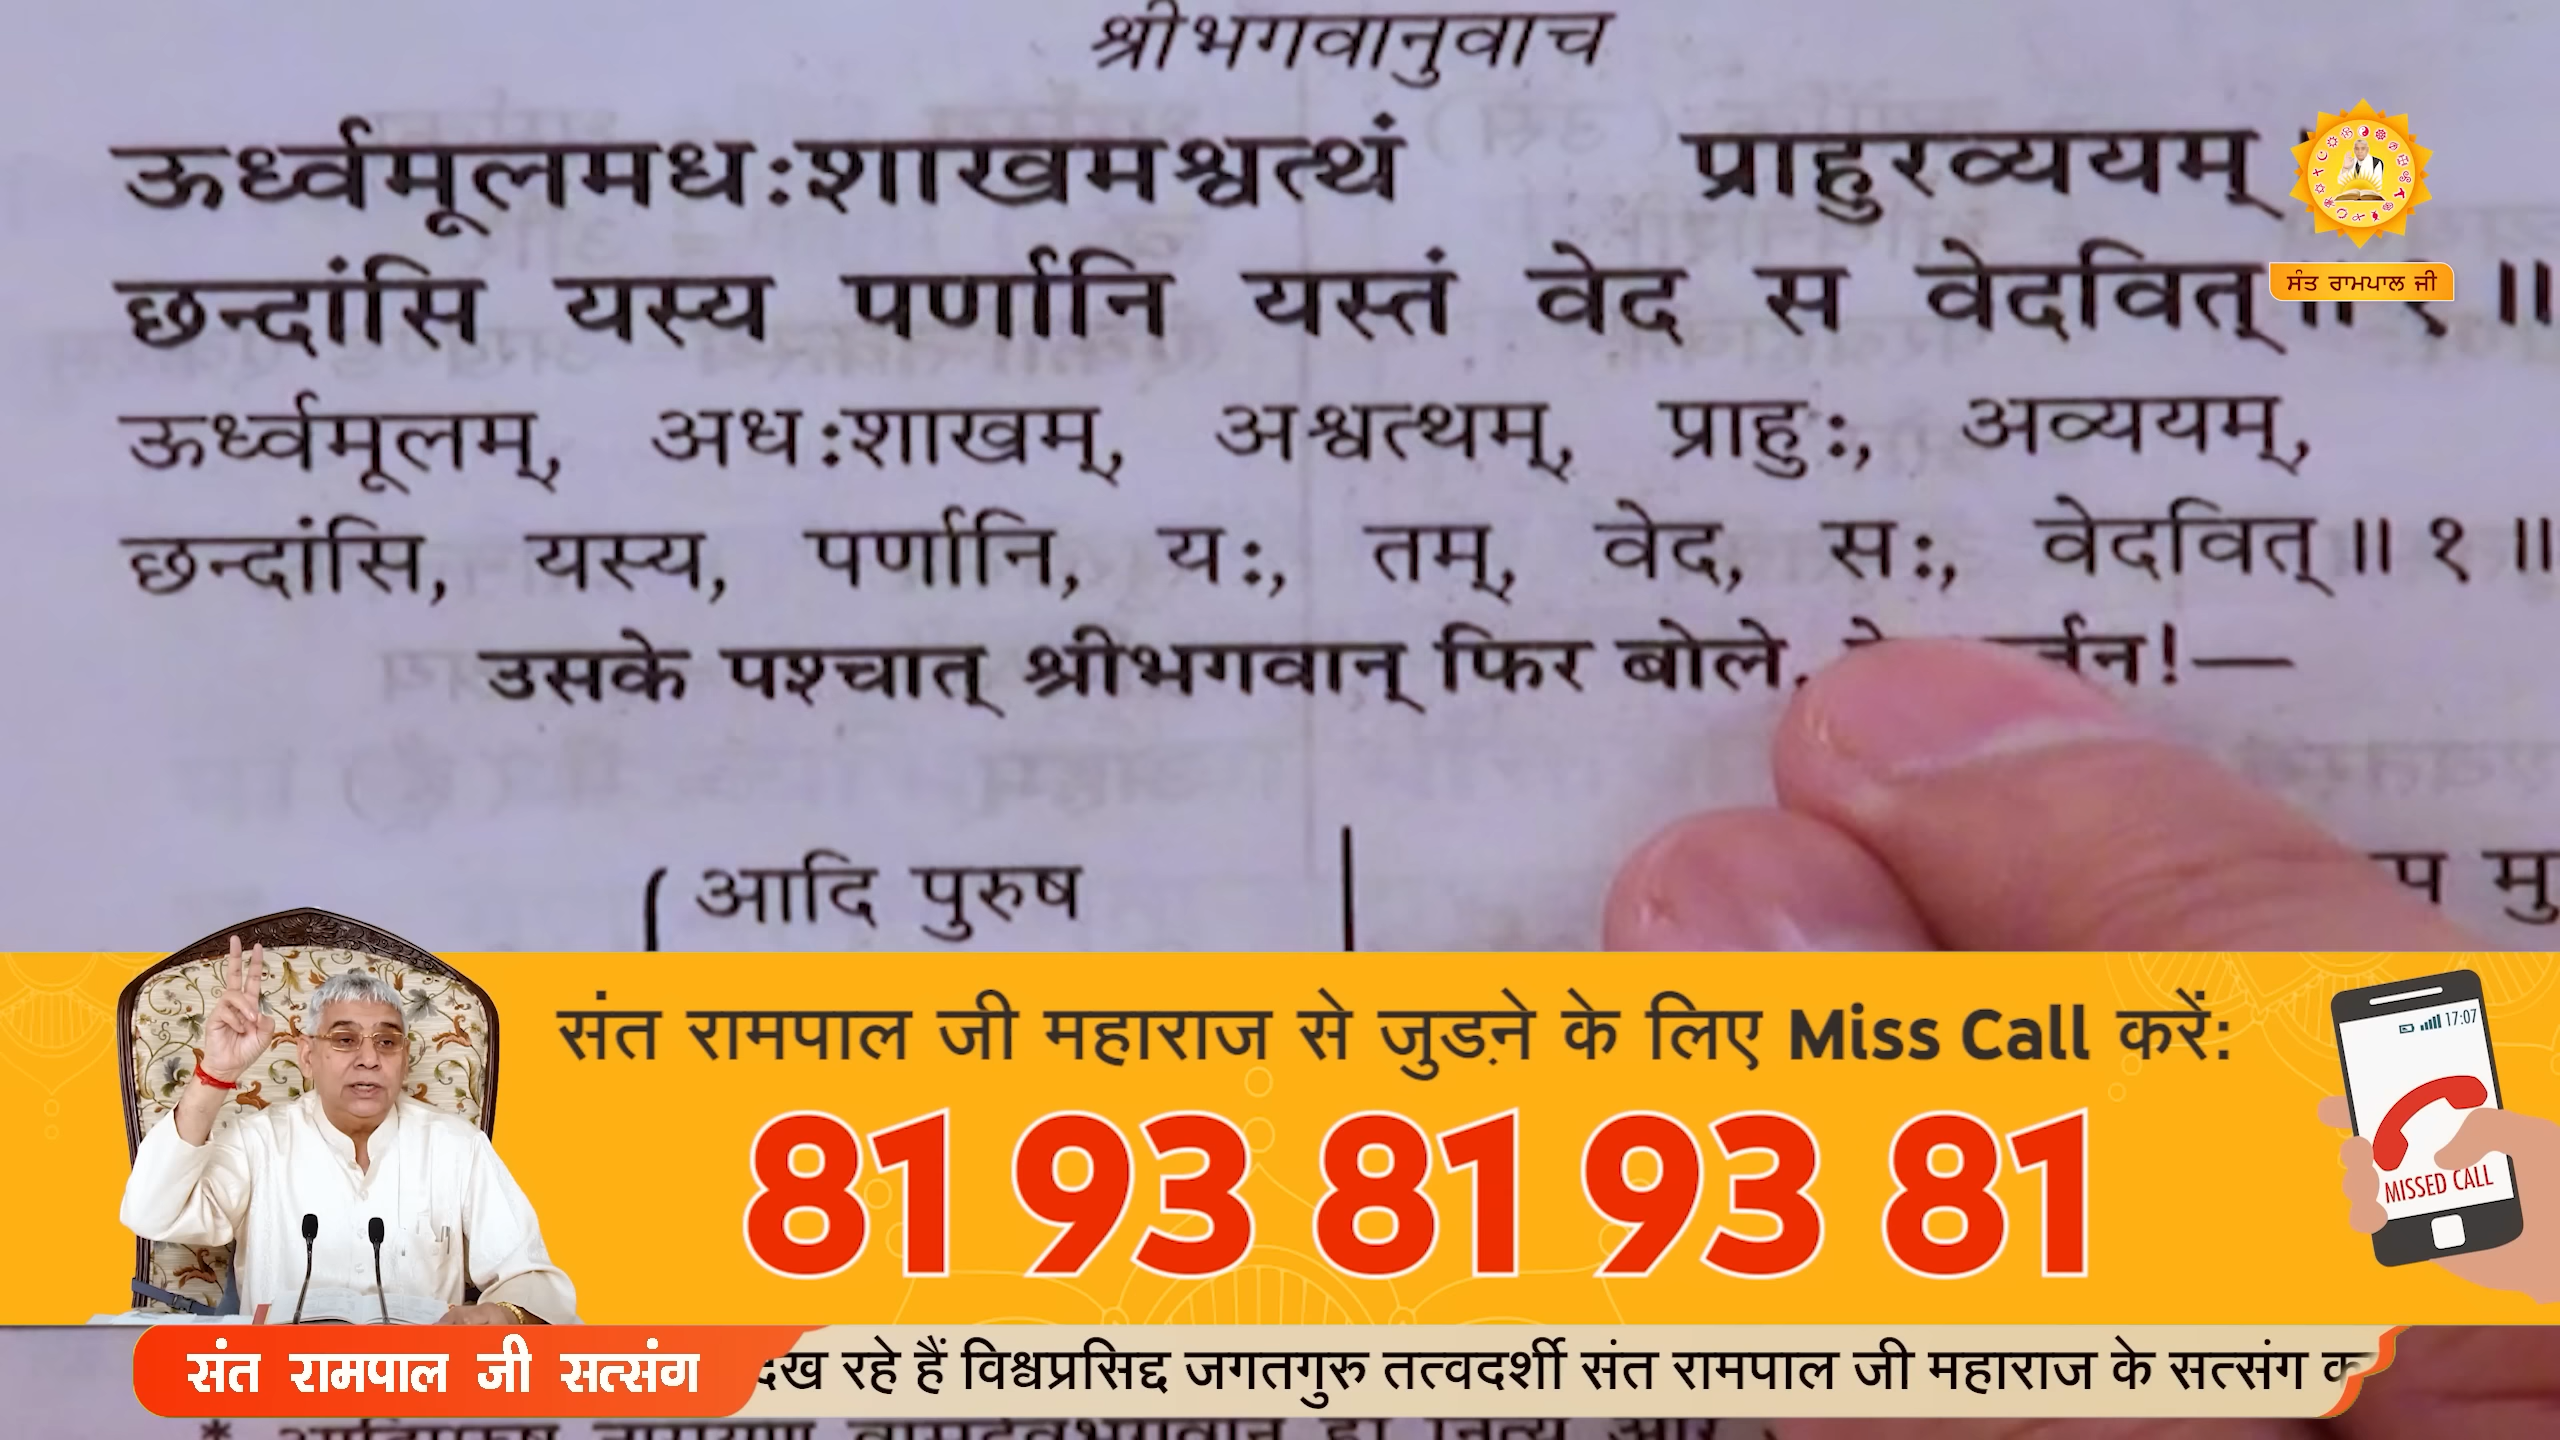 श्रीभगवानुवाच
ऊर्ध्वमूलमधःशाखमश्वत्थं प्राहुरव्ययम्
छन्दांसि यस्य पर्णानि यस्तं वेद स वेदवित् ॥ १ ॥
ਸੰਤ ਰਾਮਪਾਲ ਜੀ
ऊर्ध्वमूलम्, अधःशाखम्, अश्वत्थम्, प्राहुः, अव्ययम्,
छन्दांसि, यस्य, पर्णानि, यः, तम्, वेद, सः, वेदवित् ॥ १ ॥
उसके पश्चात् श्रीभगवान् फिर बोले,
आदि पुरुष
संत रामपाल जी महाराज से जुड़ने के लिए Miss Call करें:
81 93 81 93 81
17:07
MISSED CALL
संत रामपाल जी सत्संग
रहे हैं विश्वप्रसिद्द जगतगुरु तत्वदर्शी संत रामपाल जी महाराज के सत्संग